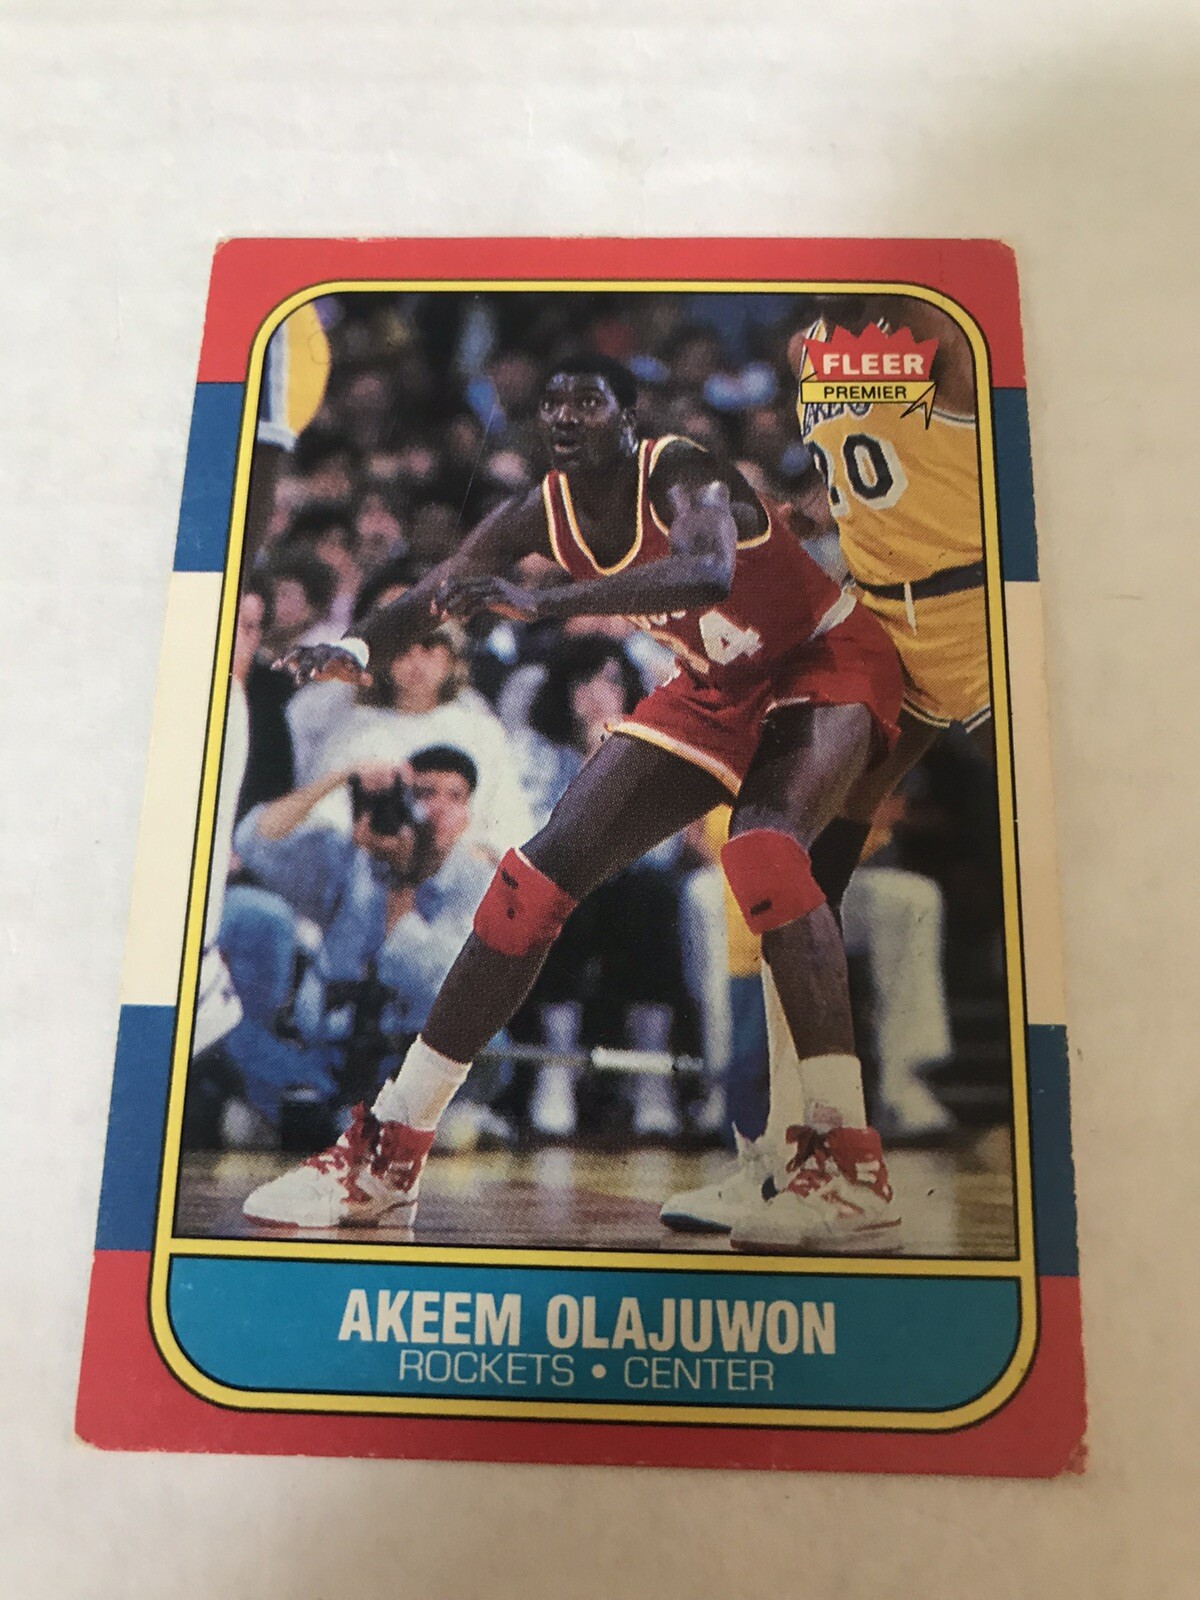 FLEER
PREMIER
20
4
AKEEM OLAJUWON
ROCKETS • CENTER